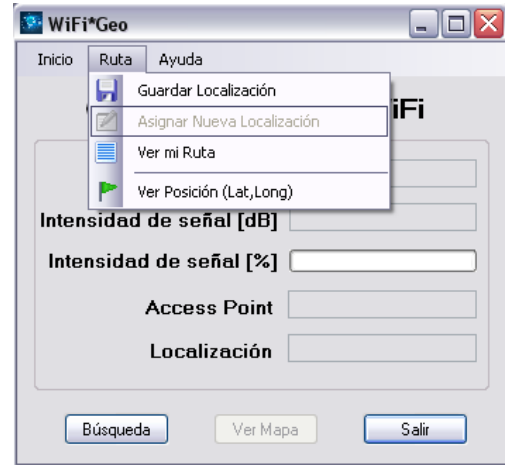 WiFi*Geo
Inicio Ruta Ayuda
Guardar Localización
iFi
Asignar Nueva Localización
Ver mi Ruta
Ver Posición (Lat,Long)
Intensidad de señal [dB]
Intensidad de señal [%]
Access Point
Localización
Búsqueda Ver Mapa Salir